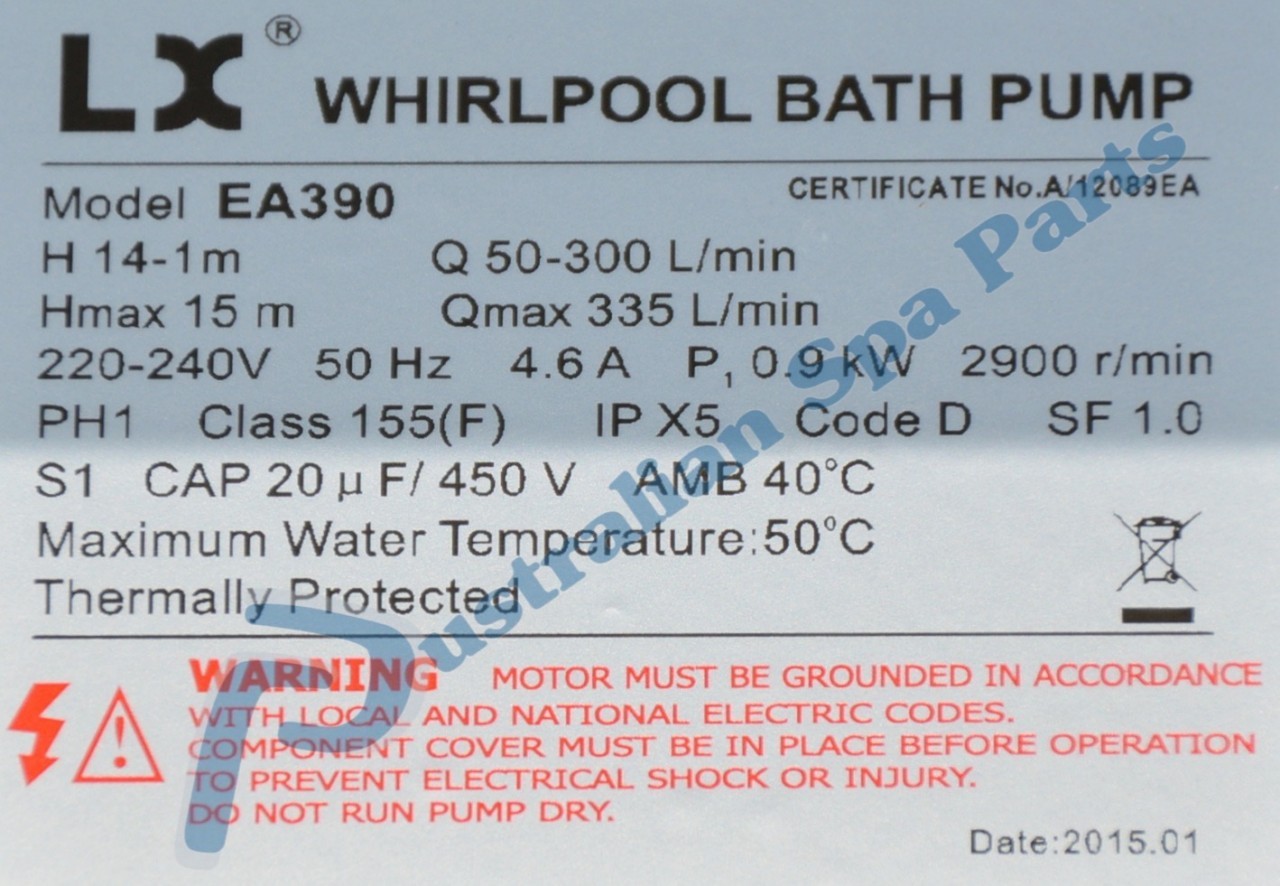 LX® WHIRLPOOL BATH PUMP
Model EA390 CERTIFICATE No.A/12089EA
H 14-1m Q 50-300 L/min
Hmax 15 m Qmax 335 L/min
220-240V 50 Hz 4.6 A P, 0.9 kW 2900 r/min
PH1 Class 155(F) IP X5 Code D SF 1.0
S1 CAP 20 µF/ 450 V AMB 40°C
Maximum Water Temperature:50°C
Thermally Protected
WARNING MOTOR MUST BE GROUNDED IN ACCORDANCE
WITH LOCAL AND NATIONAL ELECTRIC CODES.
COMPONENT COVER MUST BE IN PLACE BEFORE OPERATION
TO PREVENT ELECTRICAL SHOCK OR INJURY.
DO NOT RUN PUMP DRY.
Date:2015.01
Australian Spa Parts